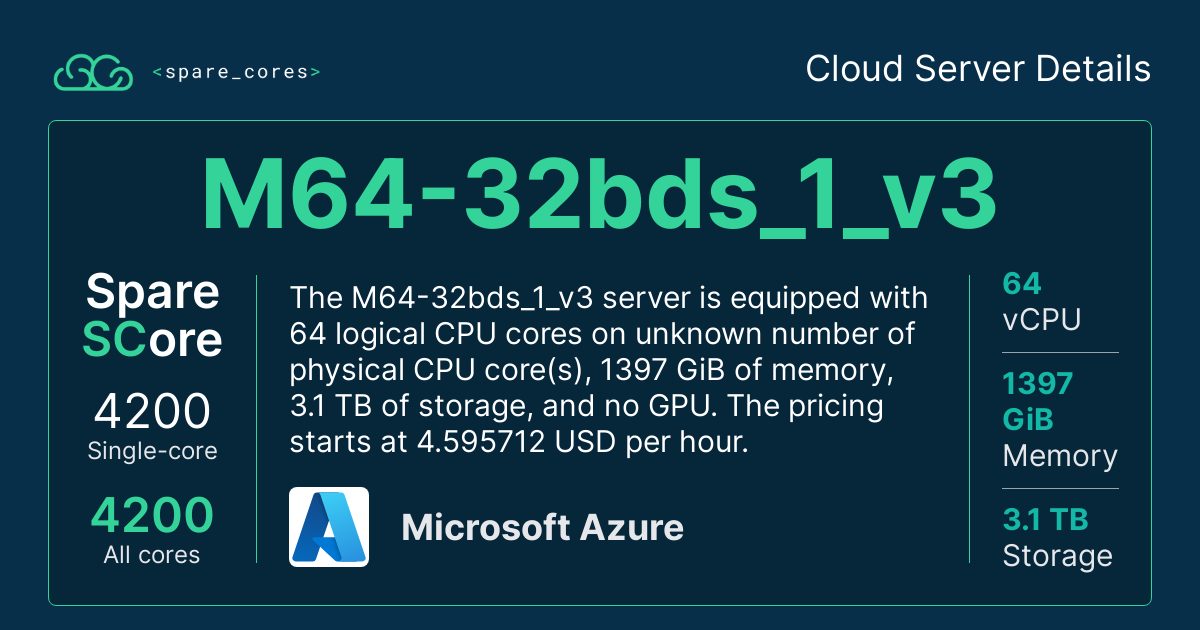 <spare_cores>
Cloud Server Details
M64-32bds_1_v3
Spare
SCore
4200
Single-core
4200
All cores
The M64-32bds_1_v3 server is equipped with
64 logical CPU cores on unknown number of
physical CPU core(s), 1397 GiB of memory,
3.1 TB of storage, and no GPU. The pricing
starts at 4.595712 USD per hour.
Microsoft Azure
64
vCPU
1397
GiB
Memory
3.1 TB
Storage